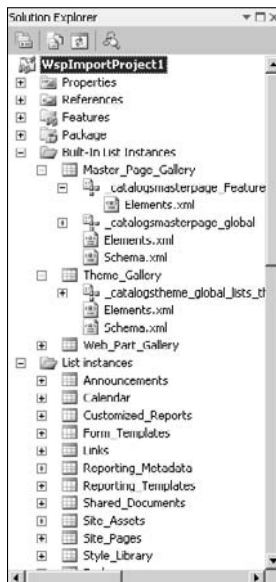 Solution Explorer
WspImportProject1
Properties
References
Features
Package
Built-In List Instances
Master_Page_Gallery
_catalogsmasterpage_Feature
Elements.xml
_catalogsmasterpage_global
Elements.xml
Schema.xml
Theme_Gallery
_catalogstheme_global_lists_th
Elements.xml
Schema.xml
Web_Part_Gallery
List instances
Announcements
Calendar
Customized_Reports
Form_Templates
Links
Reporting_Metadata
Reporting_Templates
Shared_Documents
Site_Assets
Site_Pages
Style_Library